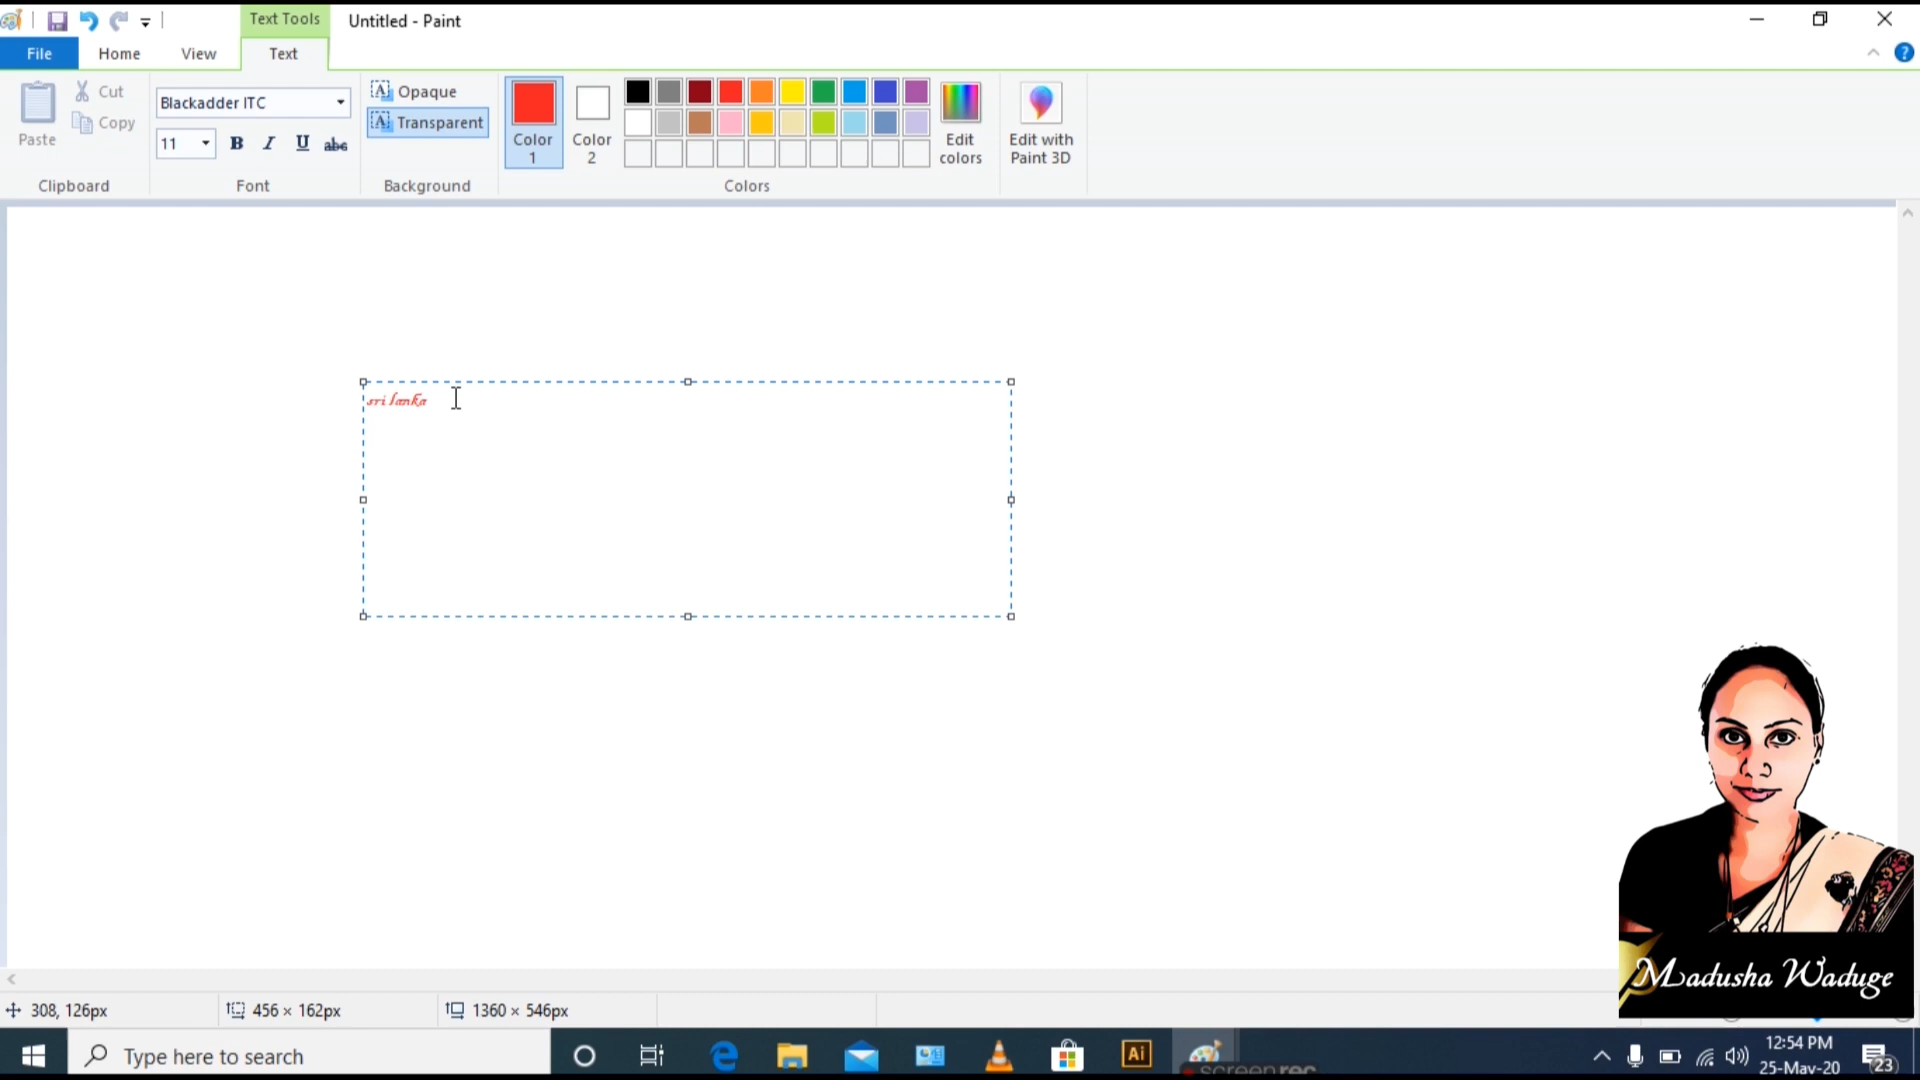 Text Tools
Untitled - Paint
File
Home
View
Text
Paste
Cut
Copy
Clipboard
Blackadder ITC
11
B I U abc
Font
Opaque
Transparent
Background
Color 1
Color 2
Edit colors
Colors
Edit with Paint 3D
sri lanka
Madusha Waduge
308, 126px
456 × 162px
1360 × 546px
Type here to search
Ai
screenrec
12:54 PM
25-May-20
23